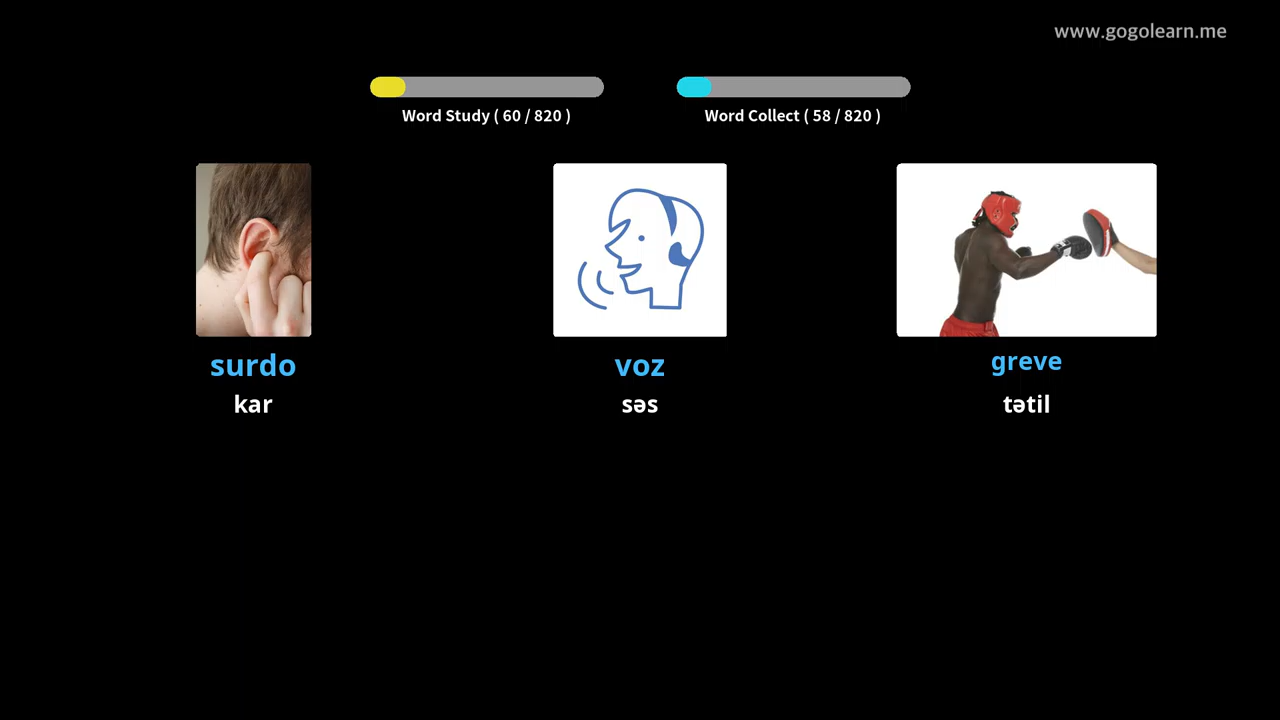 www.gogolearn.me
Word Study ( 60 / 820 )
Word Collect ( 58 / 820 )
surdo
voz
greve
kar
səs
tətil